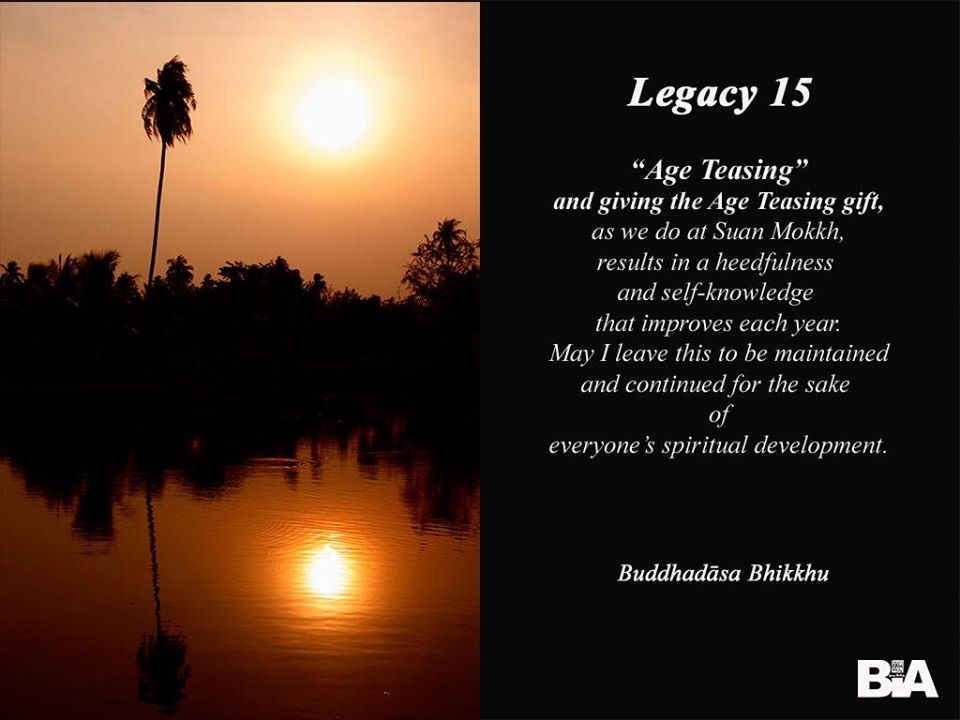 Legacy 15
“Age Teasing”
and giving the Age Teasing gift,
as we do at Suan Mokkh,
results in a heedfulness
and self-knowledge
that improves each year.
May I leave this to be maintained
and continued for the sake
of
everyone’s spiritual development.
Buddhadāsa Bhikkhu
BiA